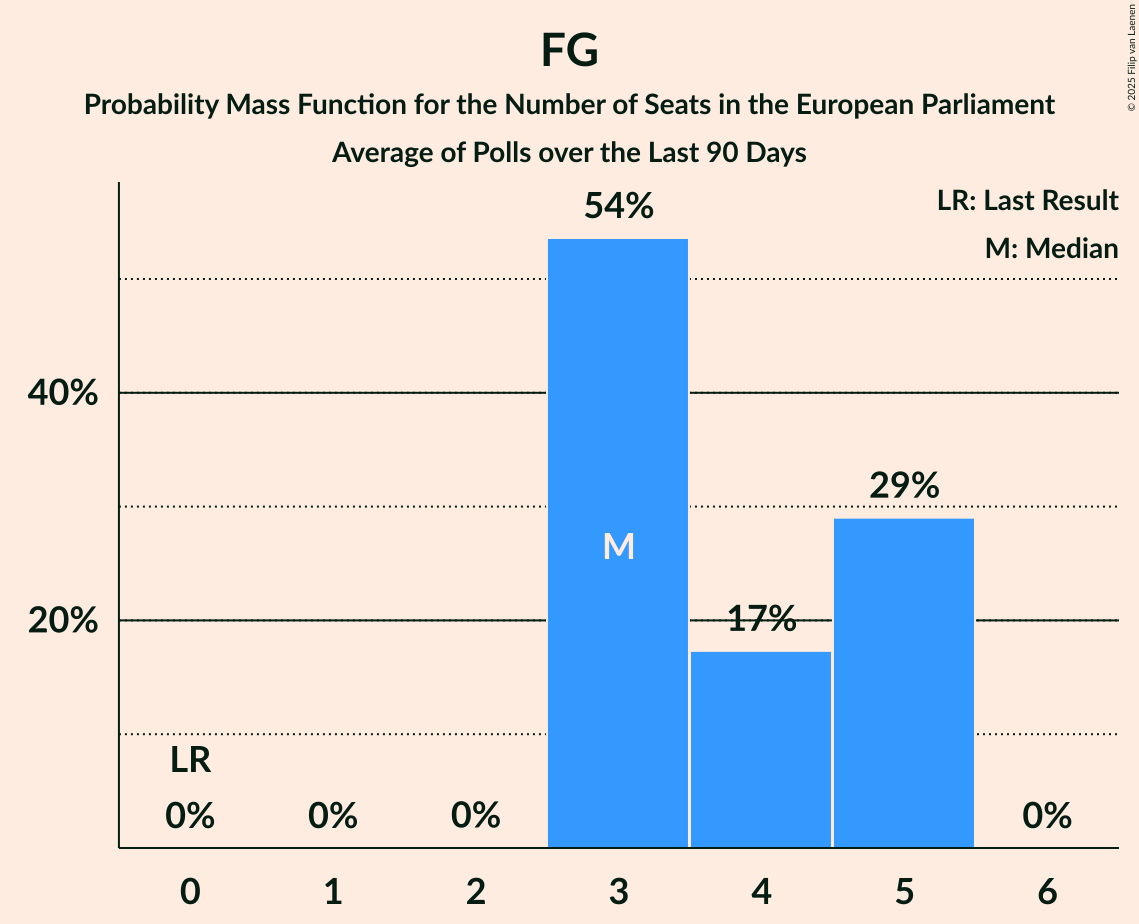 FG
Probability Mass Function for the Number of Seats in the European Parliament
Average of Polls over the Last 90 Days
© 2025 Filip van Laenen
LR: Last Result
M: Median
54%
40%
29%
M
20%
17%
LR
0%
0%
0%
0%
0
1
2
3
4
5
6